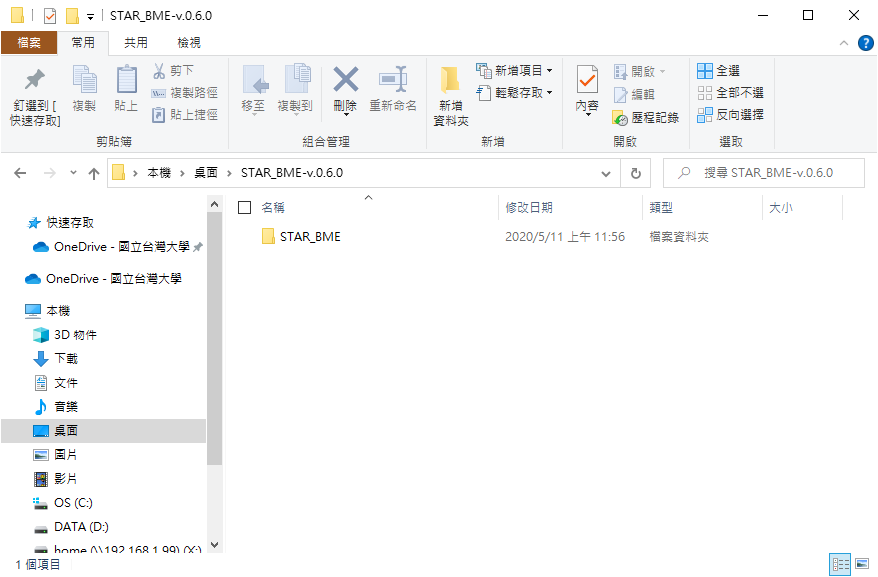 STAR_BME-v.0.6.0
檔案 常用 共用 檢視
釘選到 [
快速存取]
複製
貼上
剪下
複製路徑
貼上捷徑
剪貼簿
移至
複製到
刪除
重新命名
組合管理
新增
資料夾
新增項目
輕鬆存取
新增
內容
開啟
編輯
歷程記錄
開啟
全選
全部不選
反向選擇
選取
本機 › 桌面 › STAR_BME-v.0.6.0
搜尋 STAR_BME-v.0.6.0
快速存取
OneDrive - 國立台灣大學
OneDrive - 國立台灣大學
本機
3D 物件
下載
文件
音樂
桌面
圖片
影片
OS (C:)
DATA (D:)
home (\\192.168.1.99) (X:)
名稱 修改日期 類型 大小
STAR_BME 2020/5/11 上午 11:56 檔案資料夾
1 個項目